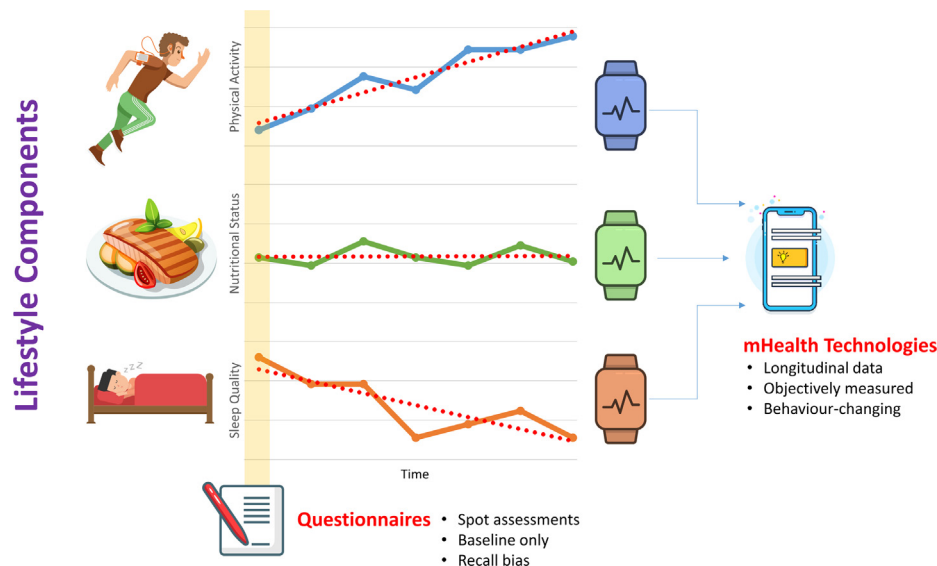 Lifestyle Components
Physical Activity
Nutritional Status
Sleep Quality
zzz
Time
Questionnaires
• Spot assessments
• Baseline only
• Recall bias
mHealth Technologies
• Longitudinal data
• Objectively measured
• Behaviour-changing